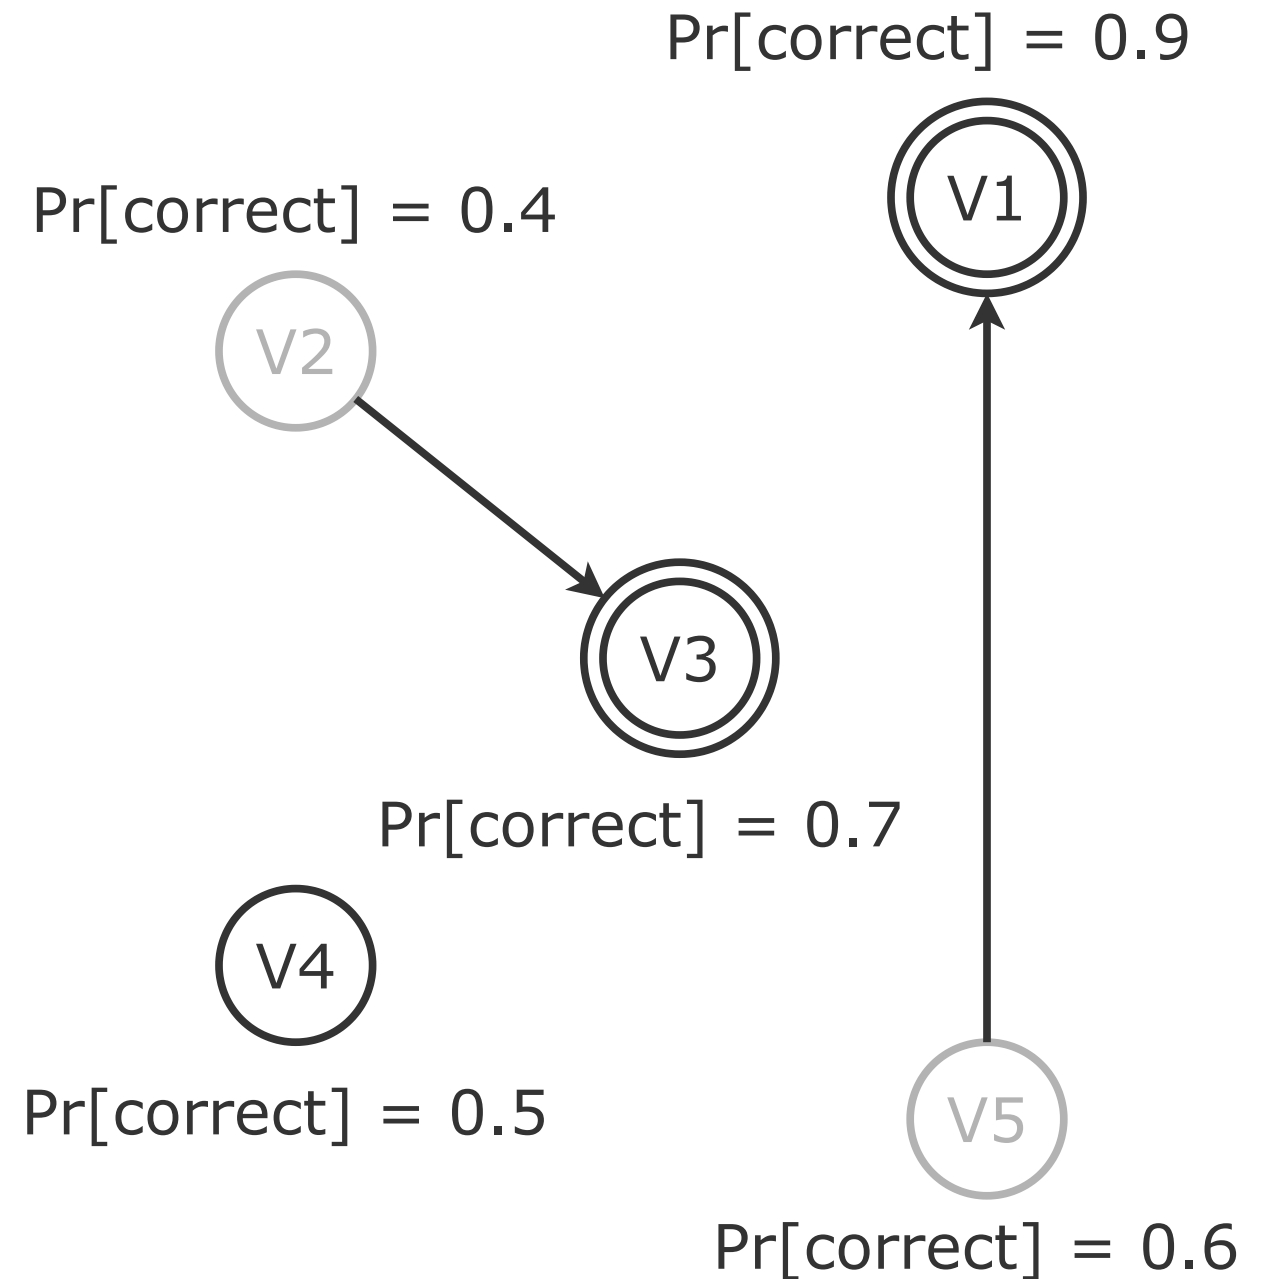 Pr[correct] = 0.9
V1
Pr[correct] = 0.4
V2
V3
Pr[correct] = 0.7
V4
Pr[correct] = 0.5
V5
Pr[correct] = 0.6